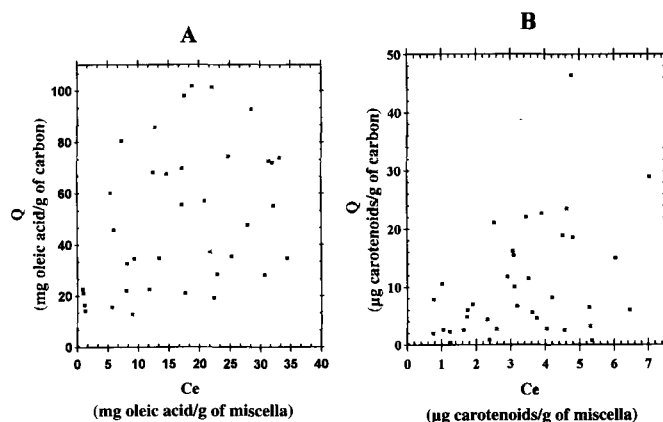 A
Q
(mg oleic acid/g of carbon)
100
80
60
40
20
0
0 5 10 15 20 25 30 35 40
Ce
(mg oleic acid/g of miscella)
B
Q
(µg carotenoids/g of carbon)
50
40
30
20
10
0
0 1 2 3 4 5 6 7
Ce
(µg carotenoids/g of miscella)